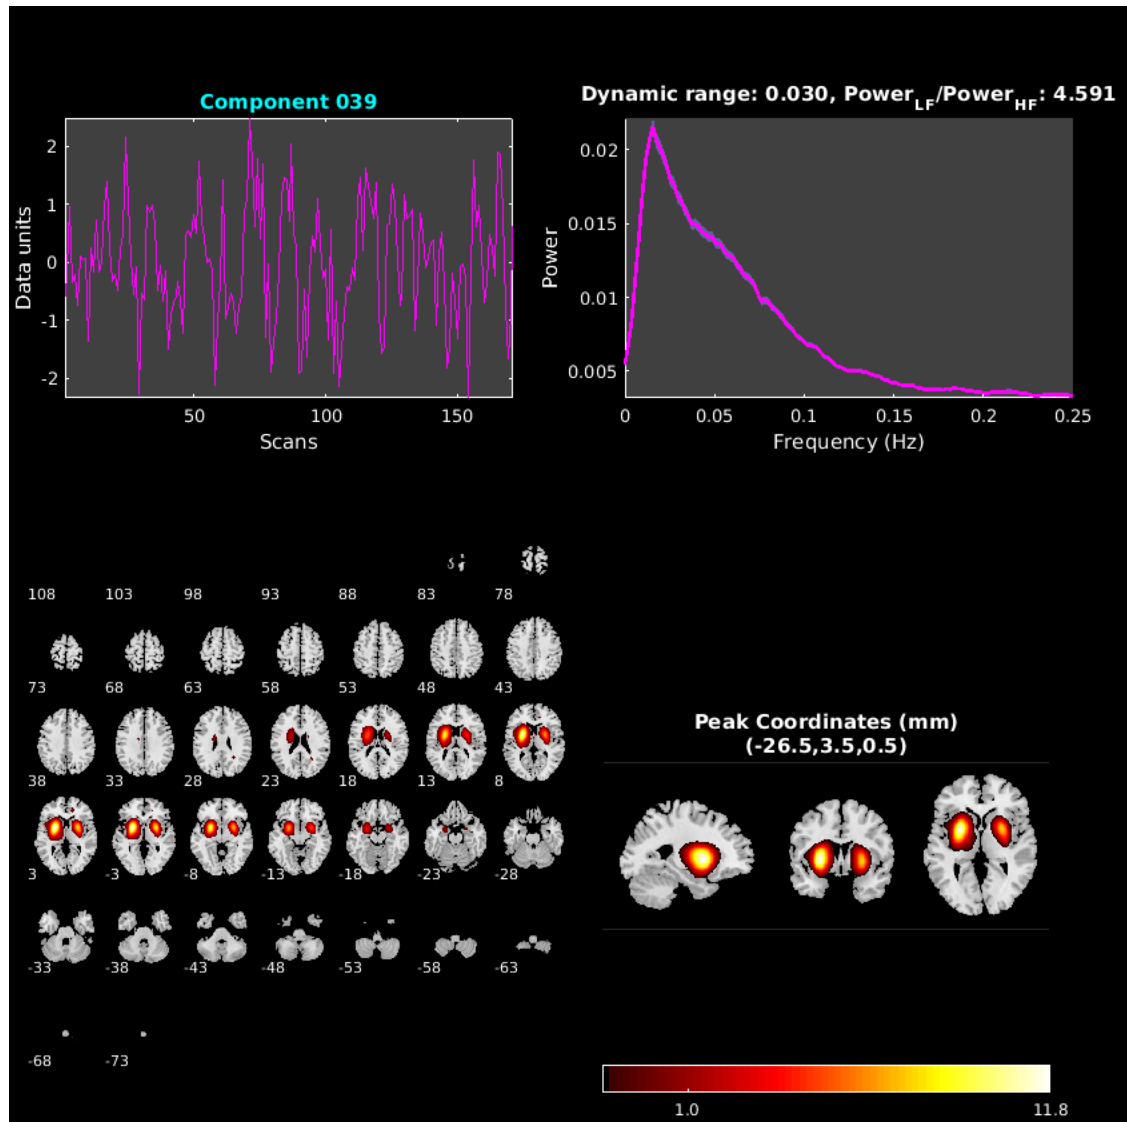 Component 039
Dynamic range: 0.030, Power_LF/Power_HF: 4.591
2
1
0
-1
-2
Data units
50
100
150
Scans
0.02
0.015
0.01
0.005
Power
0
0.05
0.1
0.15
0.2
0.25
Frequency (Hz)
108 103 98 93 88 83 78
73 68 63 58 53 48 43
38 33 28 23 18 13 8
3 -3 -8 -13 -18 -23 -28
-33 -38 -43 -48 -53 -58 -63
-68 -73
Peak Coordinates (mm)
(-26.5,3.5,0.5)
1.0
11.8